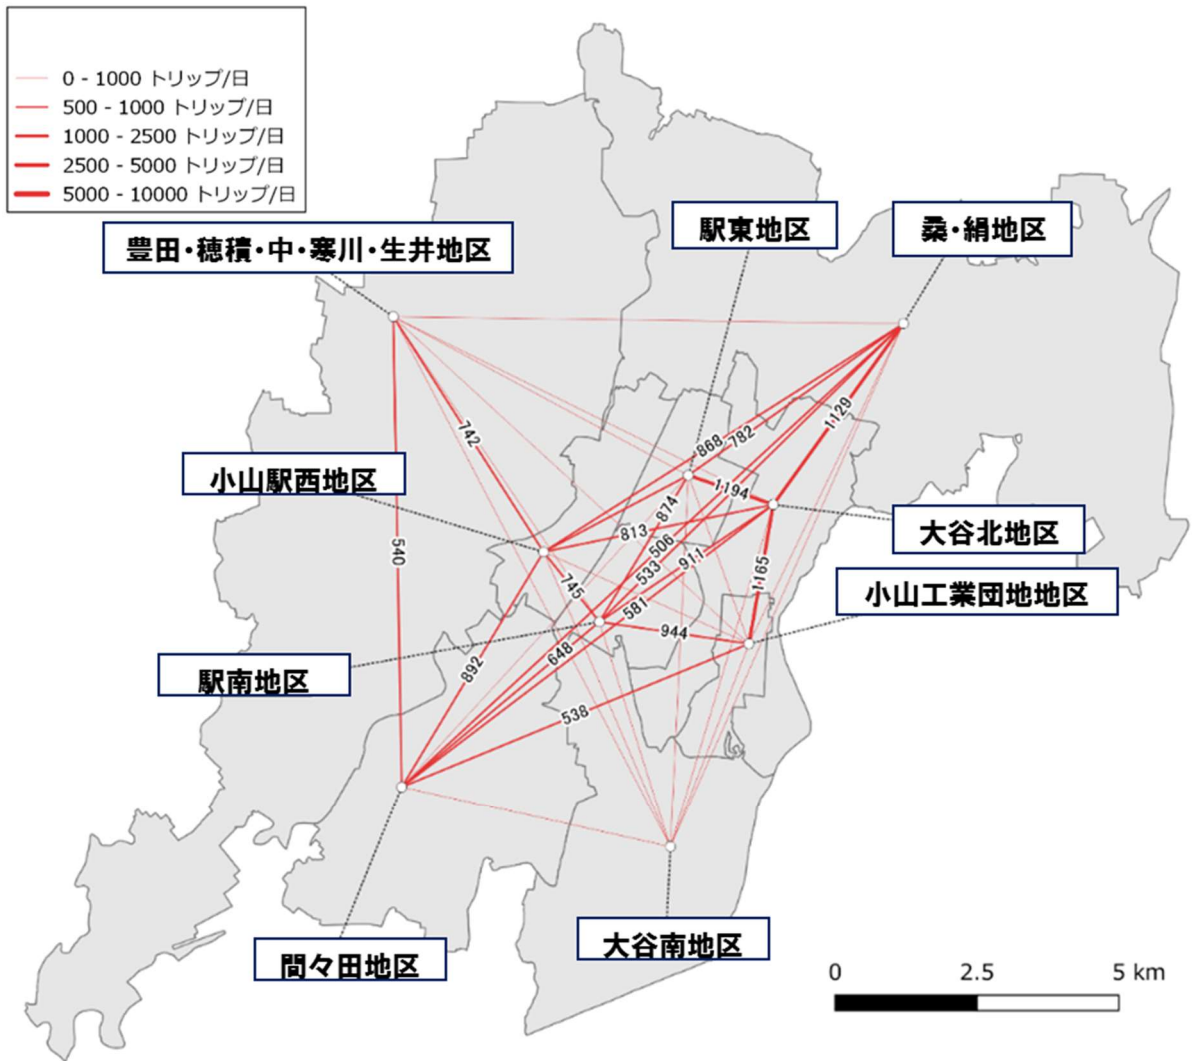 0 - 1000 トリップ/日
500 - 1000 トリップ/日
1000 - 2500 トリップ/日
2500 - 5000 トリップ/日
5000 - 10000 トリップ/日
駅東地区
桑・絹地区
豊田・穂積・中・寒川・生井地区
742
868
782
1129
小山駅西地区
1194
874
813
大谷北地区
540
506
911
533
1165
小山工業団地地区
745
581
944
駅南地区
648
892
538
大谷南地区
間々田地区
0 2.5 5 km